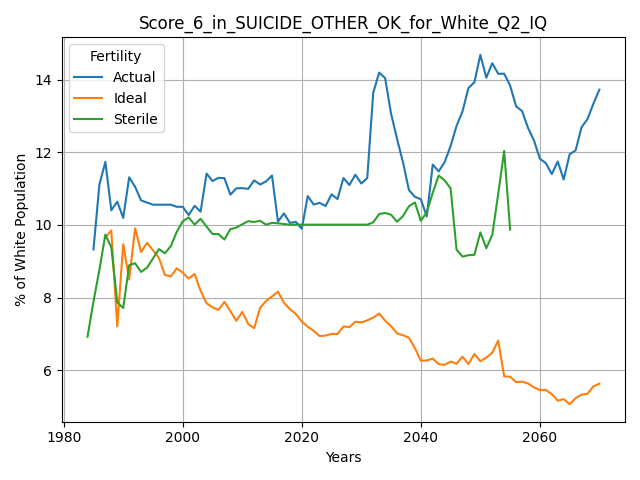 Score_6_in_SUICIDE_OTHER_OK_for_White_Q2_IQ
Fertility
Actual
Ideal
Sterile
% of White Population
14
12
10
8
6
1980
2000
2020
2040
2060
Years